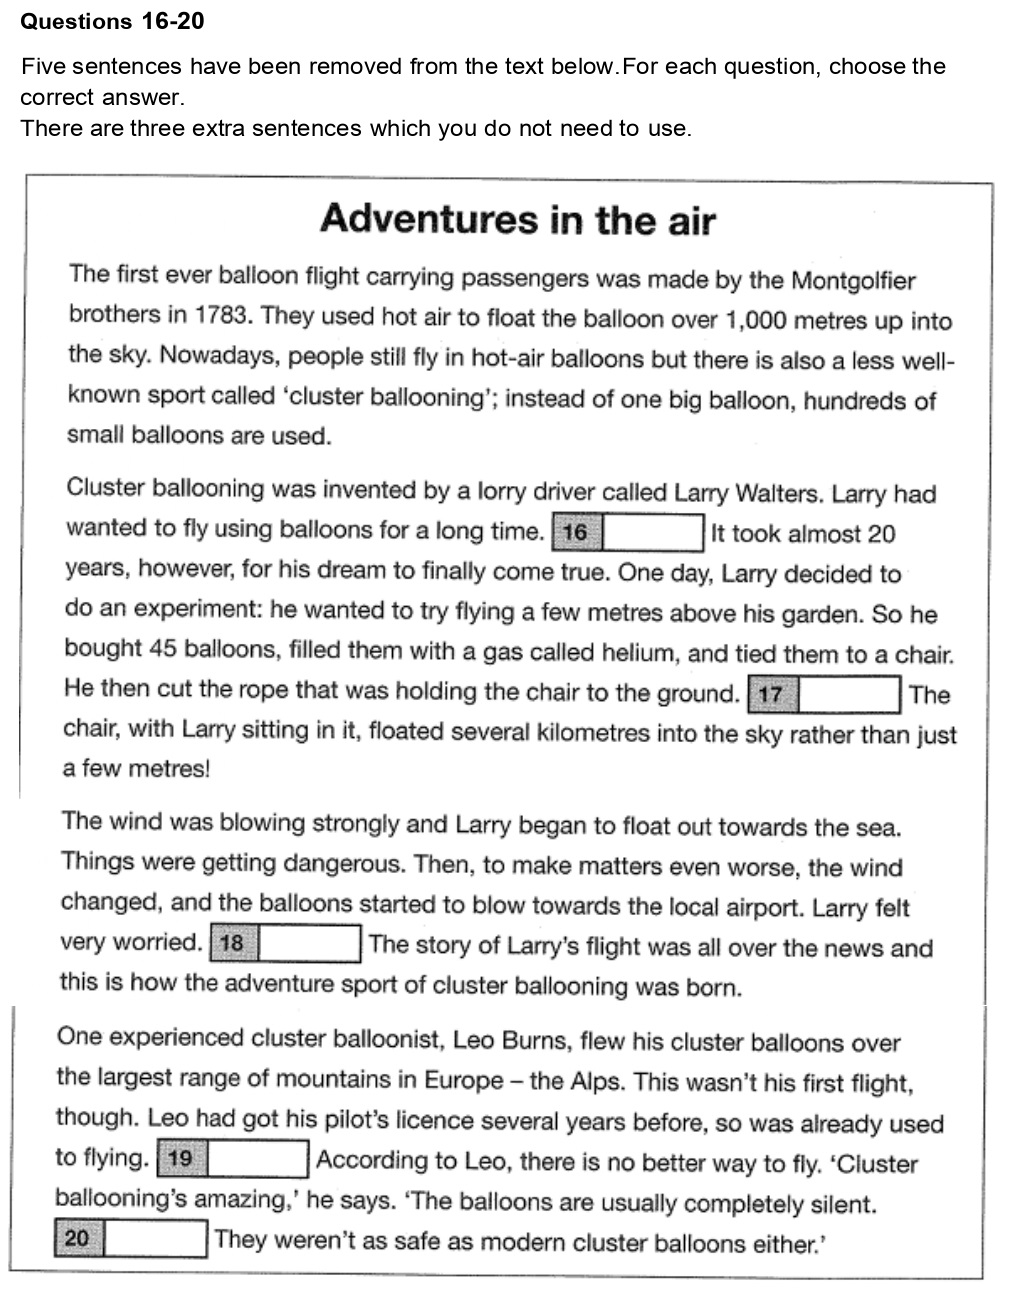 Questions 16-20
Five sentences have been removed from the text below.For each question, choose the
correct answer.
There are three extra sentences which you do not need to use.
Adventures in the air
The first ever balloon flight carrying passengers was made by the Montgolfier
brothers in 1783. They used hot air to float the balloon over 1,000 metres up into
the sky. Nowadays, people still fly in hot-air balloons but there is also a less well-
known sport called ‘cluster ballooning’; instead of one big balloon, hundreds of
small balloons are used.
Cluster ballooning was invented by a lorry driver called Larry Walters. Larry had
wanted to fly using balloons for a long time. 16 It took almost 20
years, however, for his dream to finally come true. One day, Larry decided to
do an experiment: he wanted to try flying a few metres above his garden. So he
bought 45 balloons, filled them with a gas called helium, and tied them to a chair.
He then cut the rope that was holding the chair to the ground. 17 The
chair, with Larry sitting in it, floated several kilometres into the sky rather than just
a few metres!
The wind was blowing strongly and Larry began to float out towards the sea.
Things were getting dangerous. Then, to make matters even worse, the wind
changed, and the balloons started to blow towards the local airport. Larry felt
very worried. 18 The story of Larry’s flight was all over the news and
this is how the adventure sport of cluster ballooning was born.
One experienced cluster balloonist, Leo Burns, flew his cluster balloons over
the largest range of mountains in Europe – the Alps. This wasn’t his first flight,
though. Leo had got his pilot’s licence several years before, so was already used
to flying. 19 According to Leo, there is no better way to fly. ‘Cluster
ballooning’s amazing,’ he says. ‘The balloons are usually completely silent.
20 They weren’t as safe as modern cluster balloons either.’